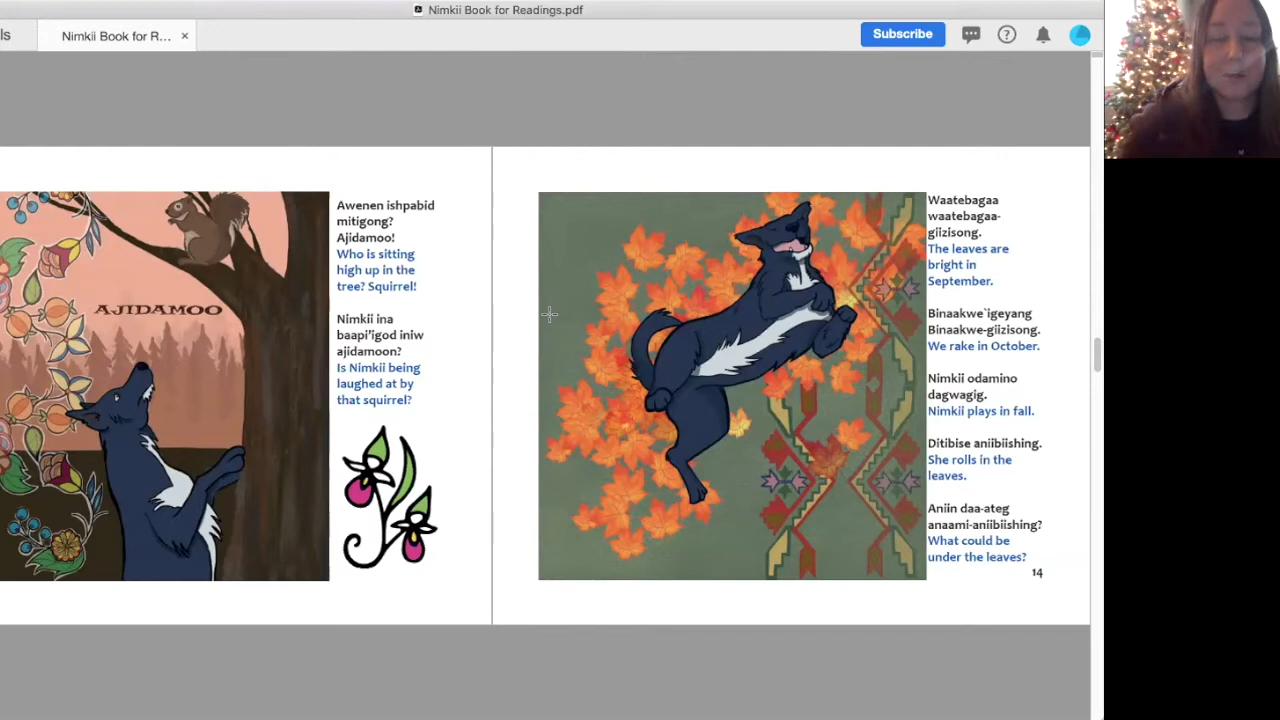 Nimkii Book for Readings.pdf
ls
Nimkii Book for R... ×
Subscribe
AJIDAMOO
Awenen ishpabid
mitigong?
Ajidamoo!
Who is sitting
high up in the
tree? Squirrel!
Nimkii ina
baapi'igod iniw
ajidamoon?
Is Nimkii being
laughed at by
that squirrel?
Waatebagaa
waatebagaa-
giizisong.
The leaves are
bright in
September.
Binaakwe`igeyang
Binaakwe-giizisong.
We rake in October.
Nimkii odamino
dagwagig.
Nimkii plays in fall.
Ditibise aniibiishing.
She rolls in the
leaves.
Aniin daa-ateg
anaami-aniibiishing?
What could be
under the leaves?
14